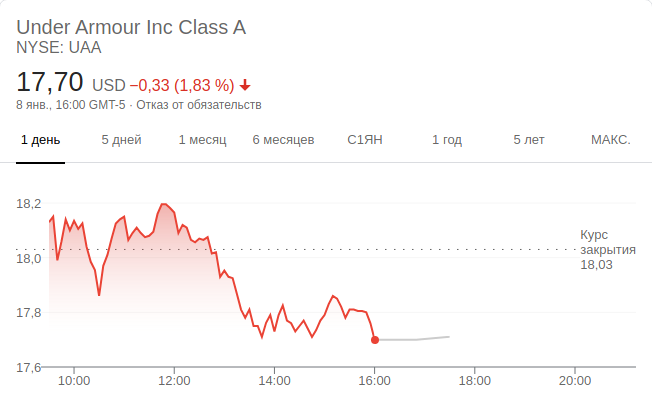 Under Armour Inc Class A
NYSE: UAA
17,70 USD −0,33 (1,83 %)
8 янв., 16:00 GMT-5 · Отказ от обязательств
1 день 5 дней 1 месяц 6 месяцев С1ЯН 1 год 5 лет МАКС.
18,2
Курс
закрытия
18,03
18,0
17,8
17,6
10:00 12:00 14:00 16:00 18:00 20:00